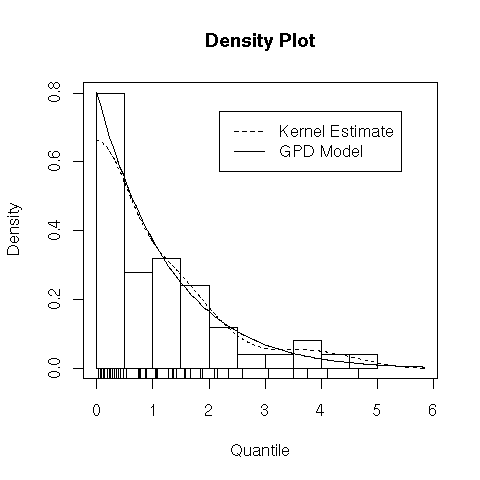 Density Plot
Kernel Estimate
GPD Model
Density
0.0 0.2 0.4 0.6 0.8
0 1 2 3 4 5 6
Quantile